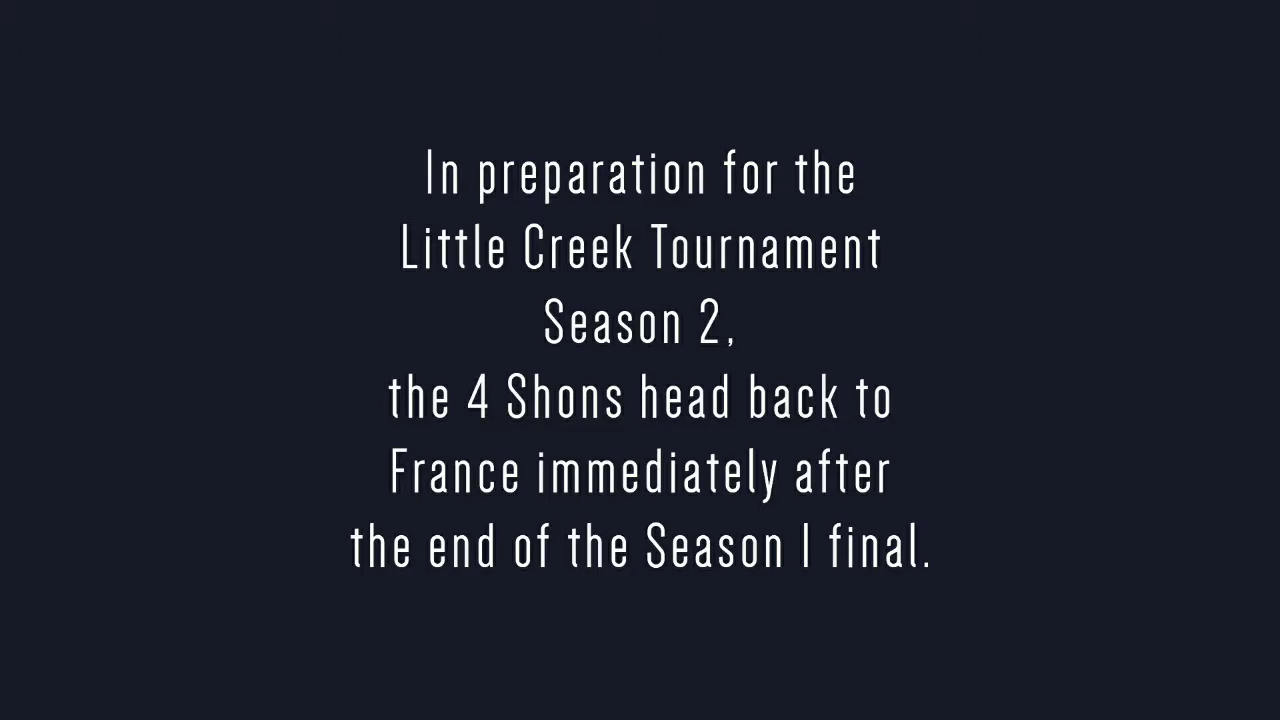 In preparation for the
Little Creek Tournament
Season 2,
the 4 Shons head back to
France immediately after
the end of the Season 1 final.